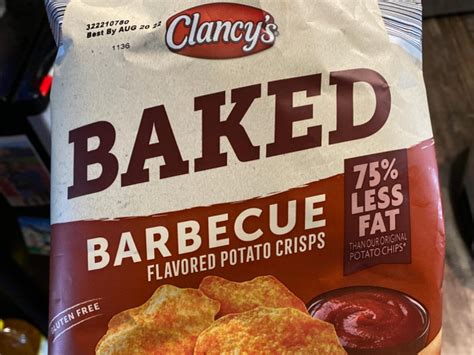 322210780
Best By AUG 20 22
1136
Clancy's
BAKED
75%
LESS
FAT
THAN OUR ORIGINAL
POTATO CHIPS*
BARBECUE
FLAVORED POTATO CRISPS
GLUTEN FREE